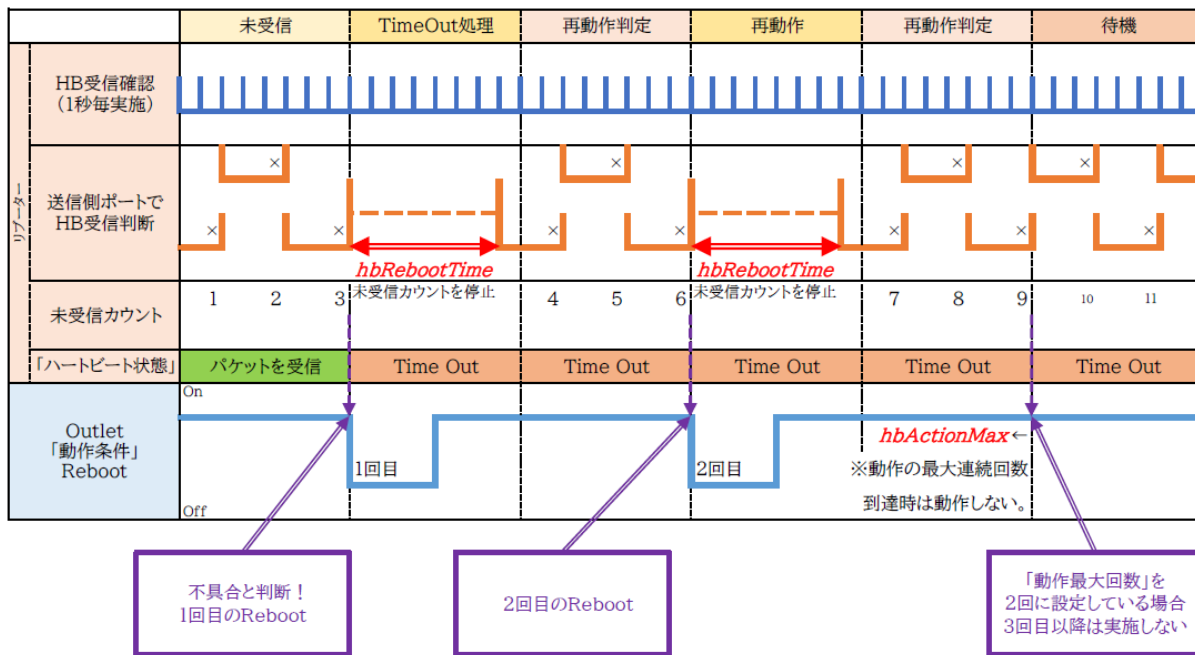 未受信 TimeOut処理 再動作判定 再動作 再動作判定 待機
リブーター
HB受信確認
(1秒毎実施)
送信側ポートで
HB受信判断
× × × × × × × × × × ×
hbRebootTime hbRebootTime
未受信カウント
1 2 3 未受信カウントを停止 4 5 6 未受信カウントを停止 7 8 9 10 11
「ハートビート状態」 パケットを受信 Time Out Time Out Time Out Time Out Time Out
On
Outlet
「動作条件」
Reboot
1回目 2回目
hbActionMax←
※動作の最大連続回数
到達時は動作しない。
Off
不具合と判断!
1回目のReboot
2回目のReboot
「動作最大回数」を
2回に設定している場合
3回目以降は実施しない